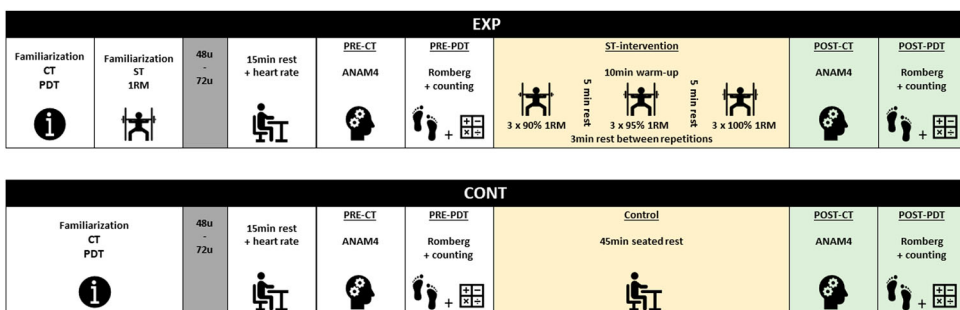 EXP
Familiarization
CT
PDT
Familiarization
ST
1RM
48u
-
72u
15min rest
+ heart rate
PRE-CT
ANAM4
PRE-PDT
Romberg
+ counting
ST-intervention
10min warm-up
5 min rest
5 min rest
3 x 90% 1RM
3 x 95% 1RM
3 x 100% 1RM
3min rest between repetitions
POST-CT
ANAM4
POST-PDT
Romberg
+ counting
CONT
Familiarization
CT
PDT
48u
-
72u
15min rest
+ heart rate
PRE-CT
ANAM4
PRE-PDT
Romberg
+ counting
Control
45min seated rest
POST-CT
ANAM4
POST-PDT
Romberg
+ counting